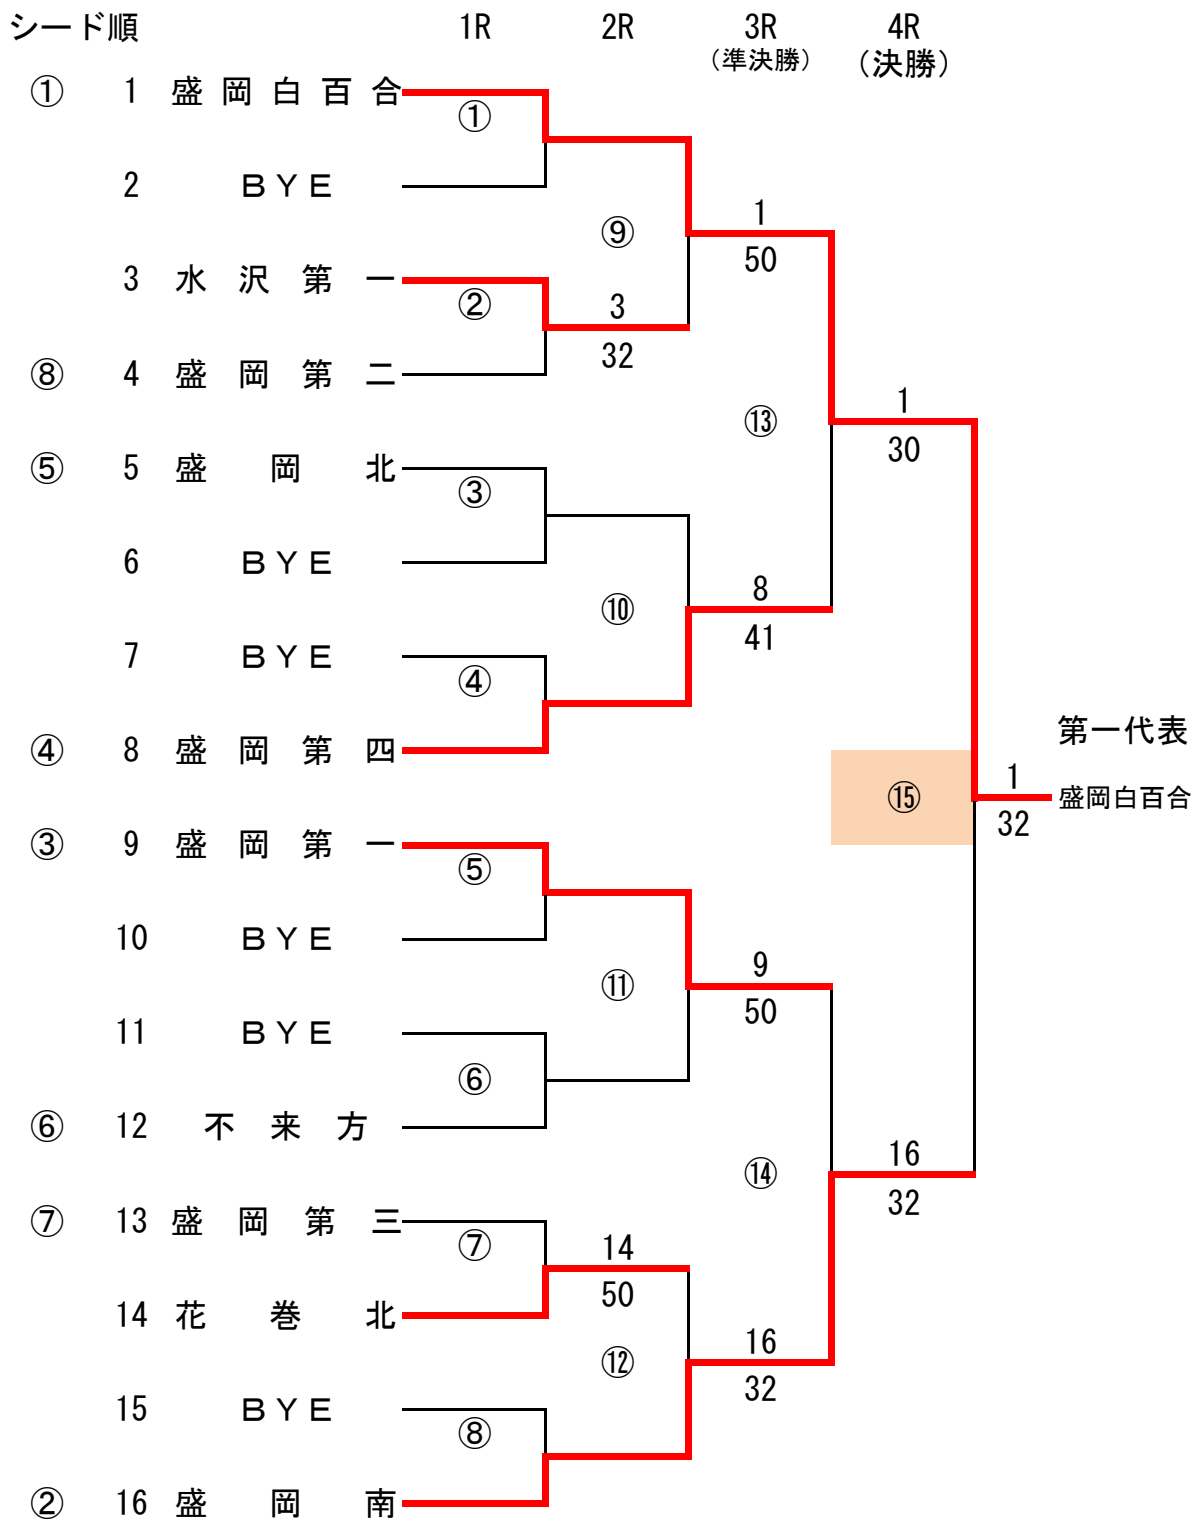 シード順 1R 2R 3R 4R
（準決勝） （決勝）
① 1 盛岡白百合
①
2 ＢＹＥ
1
⑨
50
3 水沢第一
② 3
32
⑧ 4 盛岡第二
1
⑬
30
⑤ 5 盛岡北
③
6 ＢＹＥ
8
⑩
41
7 ＢＹＥ
④
第一代表
④ 8 盛岡第四
1
⑮ 盛岡白百合
32
③ 9 盛岡第一
⑤
10 ＢＹＥ
9
⑪
50
11 ＢＹＥ
⑥
⑥ 12 不来方
16
⑭
32
⑦ 13 盛岡第三
⑦ 14
50
14 花巻北
16
⑫
32
15 ＢＹＥ
⑧
② 16 盛岡南